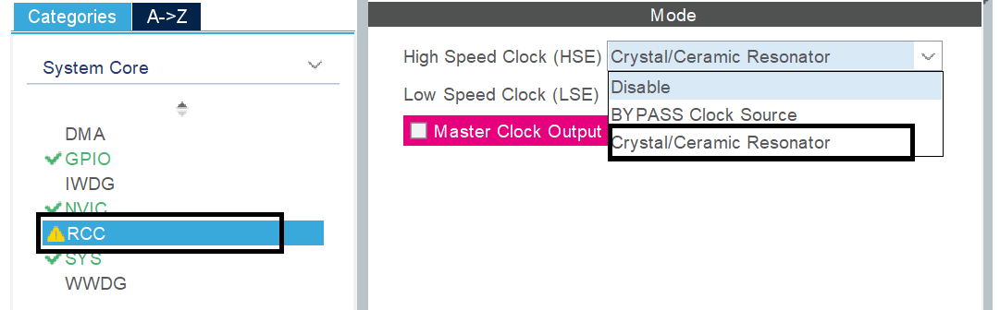 Categories
A->Z
System Core
DMA
GPIO
IWDG
NVIC
RCC
SYS
WWDG
Mode
High Speed Clock (HSE)
Crystal/Ceramic Resonator
Disable
BYPASS Clock Source
Crystal/Ceramic Resonator
Low Speed Clock (LSE)
Master Clock Output